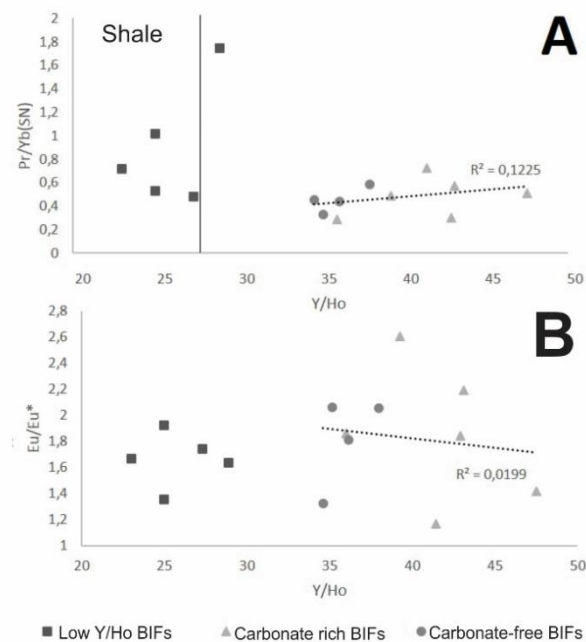 Shale
A
2
1,8
1,6
1,4
1,2
1
0,8
0,6
0,4
0,2
0
Pr/Yb(SN)
R² = 0,1225
20 25 30 35 40 45 50
Y/Ho
B
2,8
2,6
2,4
2,2
2
1,8
1,6
1,4
1,2
1
Eu/Eu*
R² = 0,0199
20 25 30 35 40 45 50
Y/Ho
Low Y/Ho BIFs Carbonate rich BIFs Carbonate-free BIFs